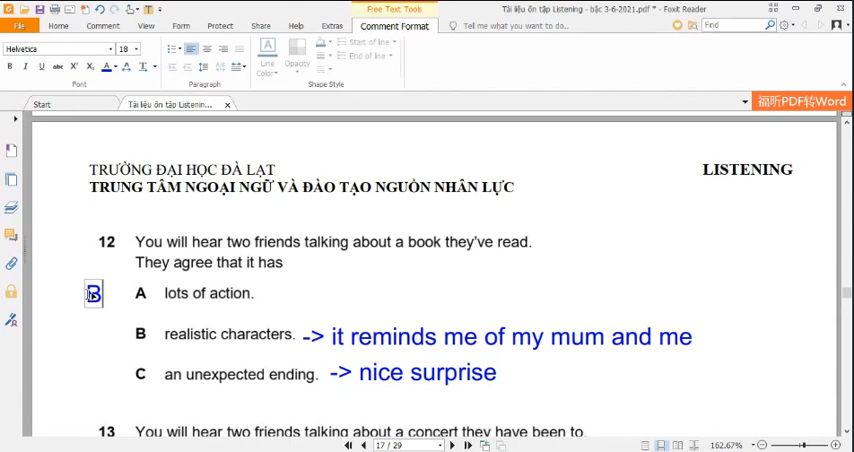 Free Text Tools
Tài liệu ôn tập Listening - bậc 3-6-2021.pdf * - Foxit Reader
File Home Comment View Form Protect Share Help Extras Comment Format Tell me what you want to do... Find
Helvetica 18
Line Color Opacity Start of line End of line
Font Paragraph Shape Style
Start Tài liệu ôn tập Listenin... 福昕PDF转Word
TRƯỜNG ĐẠI HỌC ĐÀ LẠT LISTENING
TRUNG TÂM NGOẠI NGỮ VÀ ĐÀO TẠO NGUỒN NHÂN LỰC
12 You will hear two friends talking about a book they've read.
They agree that it has
B A lots of action.
B realistic characters. -> it reminds me of my mum and me
C an unexpected ending. -> nice surprise
13 You will hear two friends talking about a concert they have been to.
17 / 29 162.67%